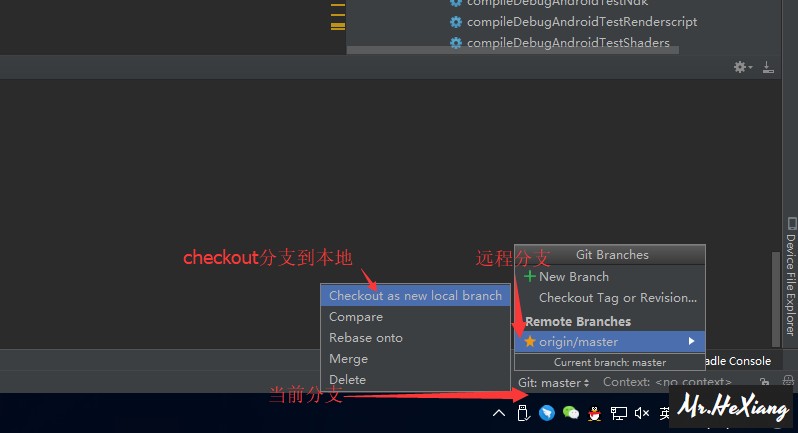 compileDebugAndroidTestNdk
compileDebugAndroidTestRenderscript
compileDebugAndroidTestShaders
Device File Explorer
checkout分支到本地
远程分支
Git Branches
New Branch
Checkout Tag or Revision...
Remote Branches
origin/master
Current branch: master
Checkout as new local branch
Compare
Rebase onto
Merge
Delete
adle Console
当前分支
Git: master
Context: <no context>
英
Mr.HeXiang